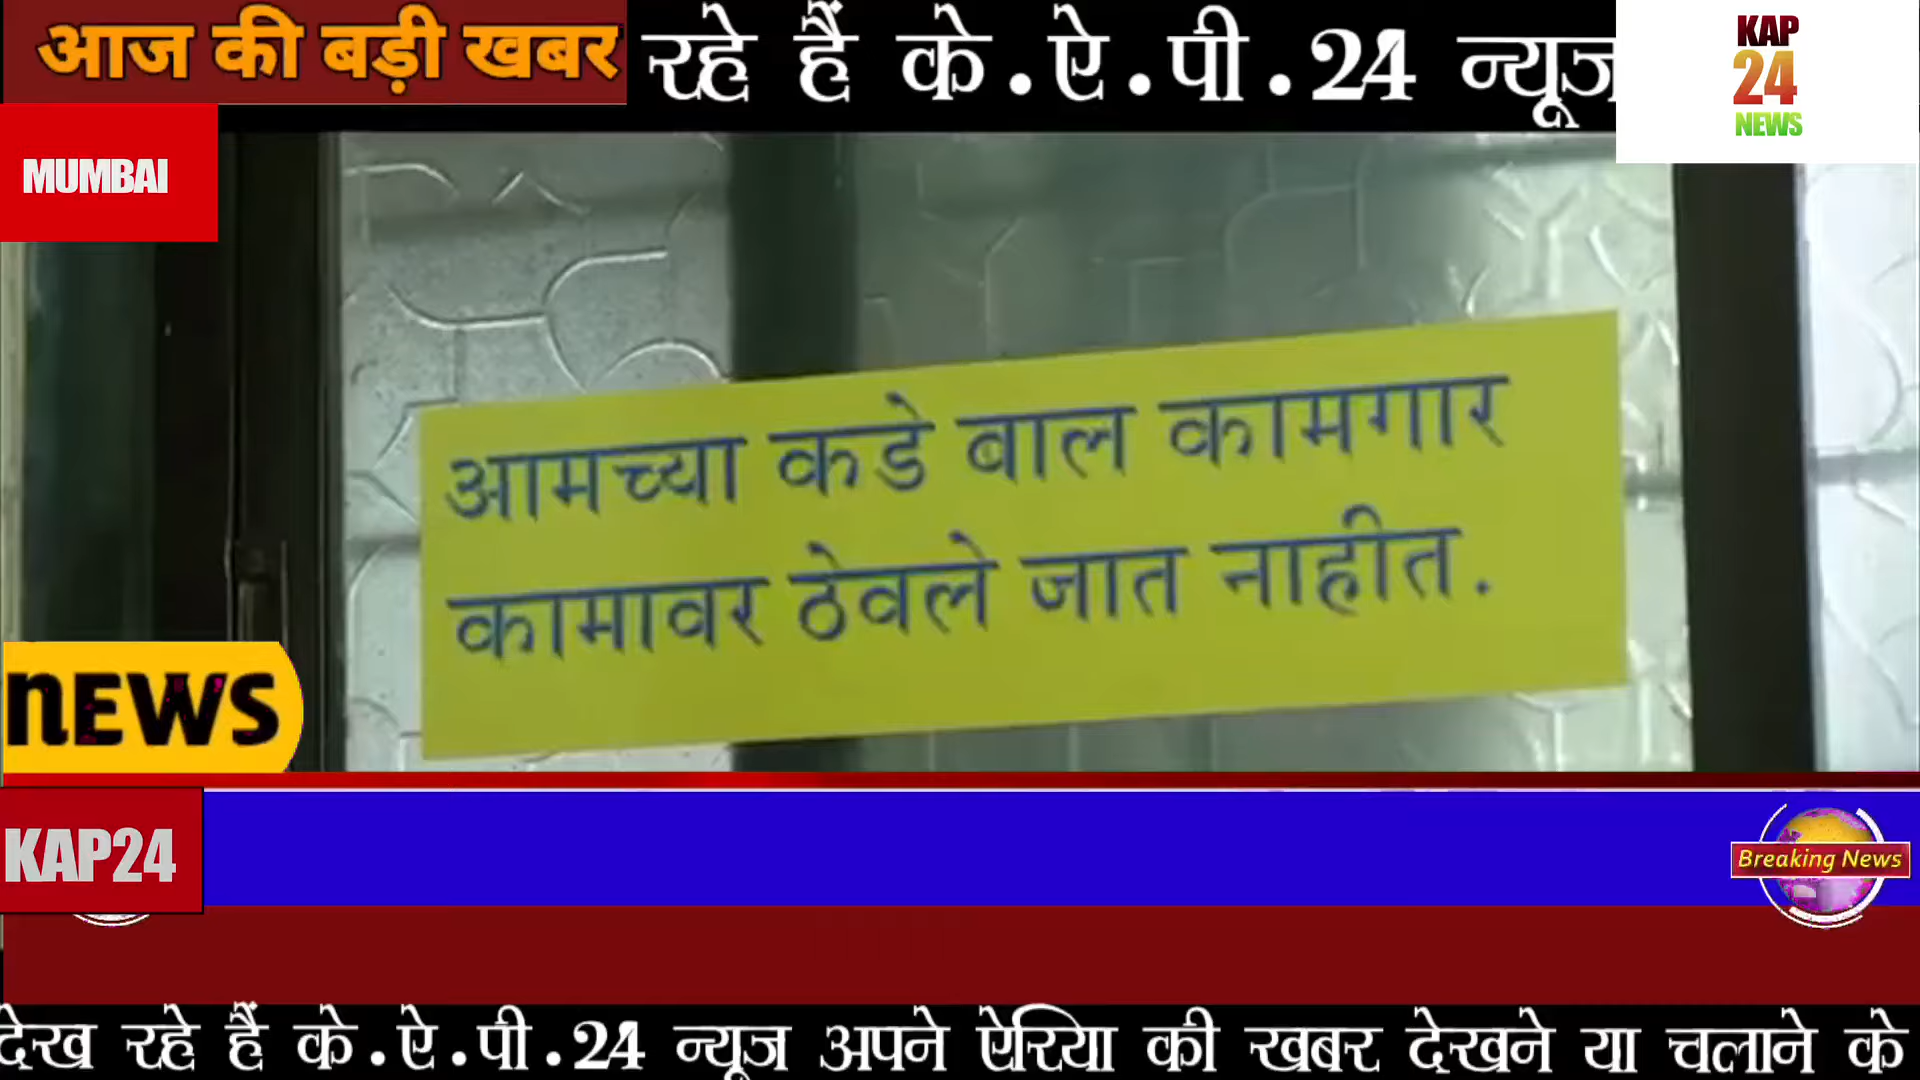 आज की बड़ी खबर
रहे हैं के.ऐ.पी.24 न्यूज
KAP
24
NEWS
MUMBAI
आमच्या कडे बाल कामगार
कामावर ठेवले जात नाहीत.
NEWS
KAP24
Breaking News
देख रहे हैं के.ऐ.पी.24 न्यूज अपने ऐरिया की खबर देखने या चलाने के